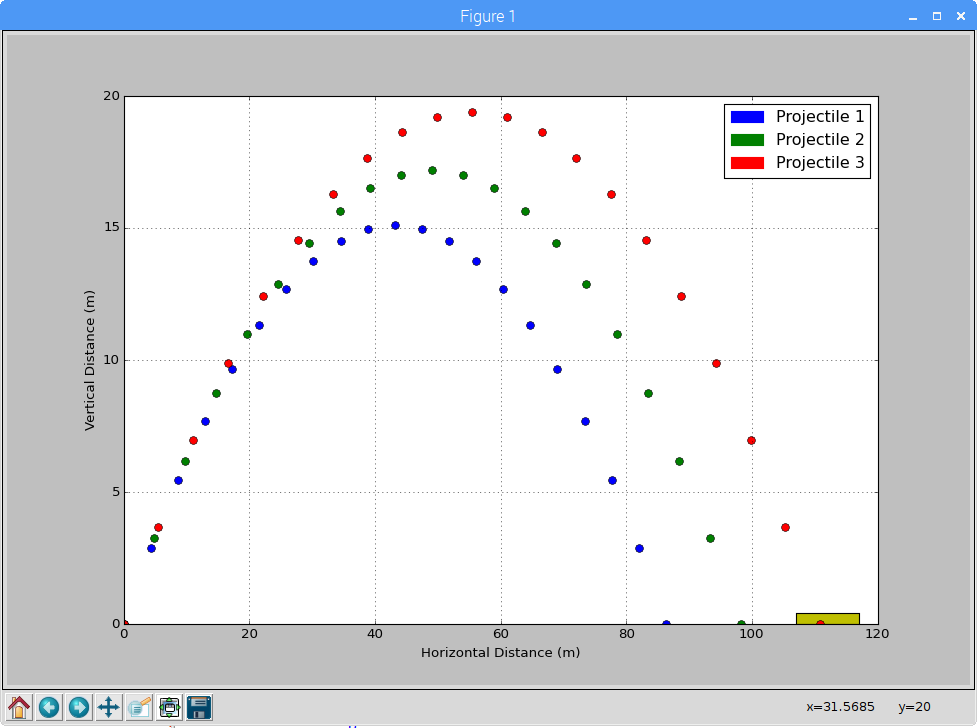 Figure 1
20
15
10
5
0
0 20 40 60 80 100 120
Vertical Distance (m)
Horizontal Distance (m)
Projectile 1
Projectile 2
Projectile 3
x=31.5685 y=20